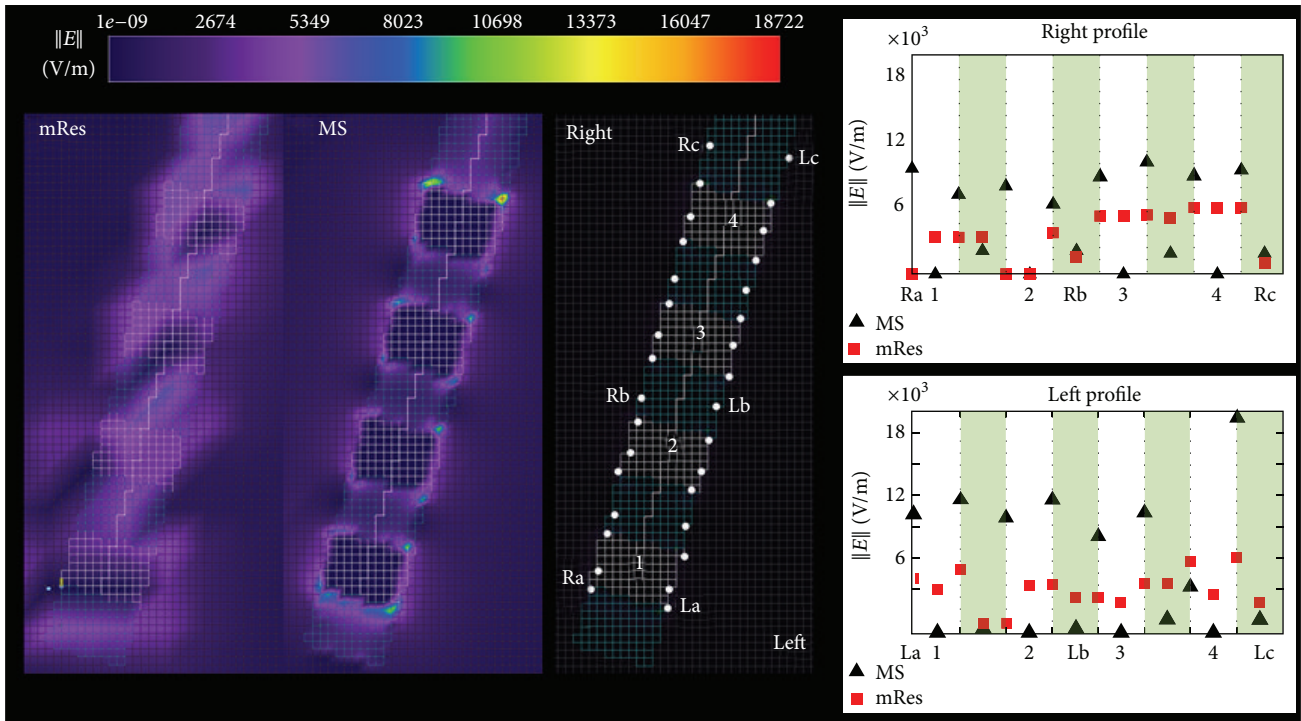 1e−09 2674 5349 8023 10698 13373 16047 18722
‖E‖
(V/m)
mRes
MS
Right
Rc
Lc
4
3
Rb
Lb
2
1
Ra
La
Left
Right profile
×10³
18
12
6
‖E‖ (V/m)
Ra 1 2 Rb 3 4 Rc
MS
mRes
Left profile
×10³
18
12
6
‖E‖ (V/m)
La 1 2 Lb 3 4 Lc
MS
mRes